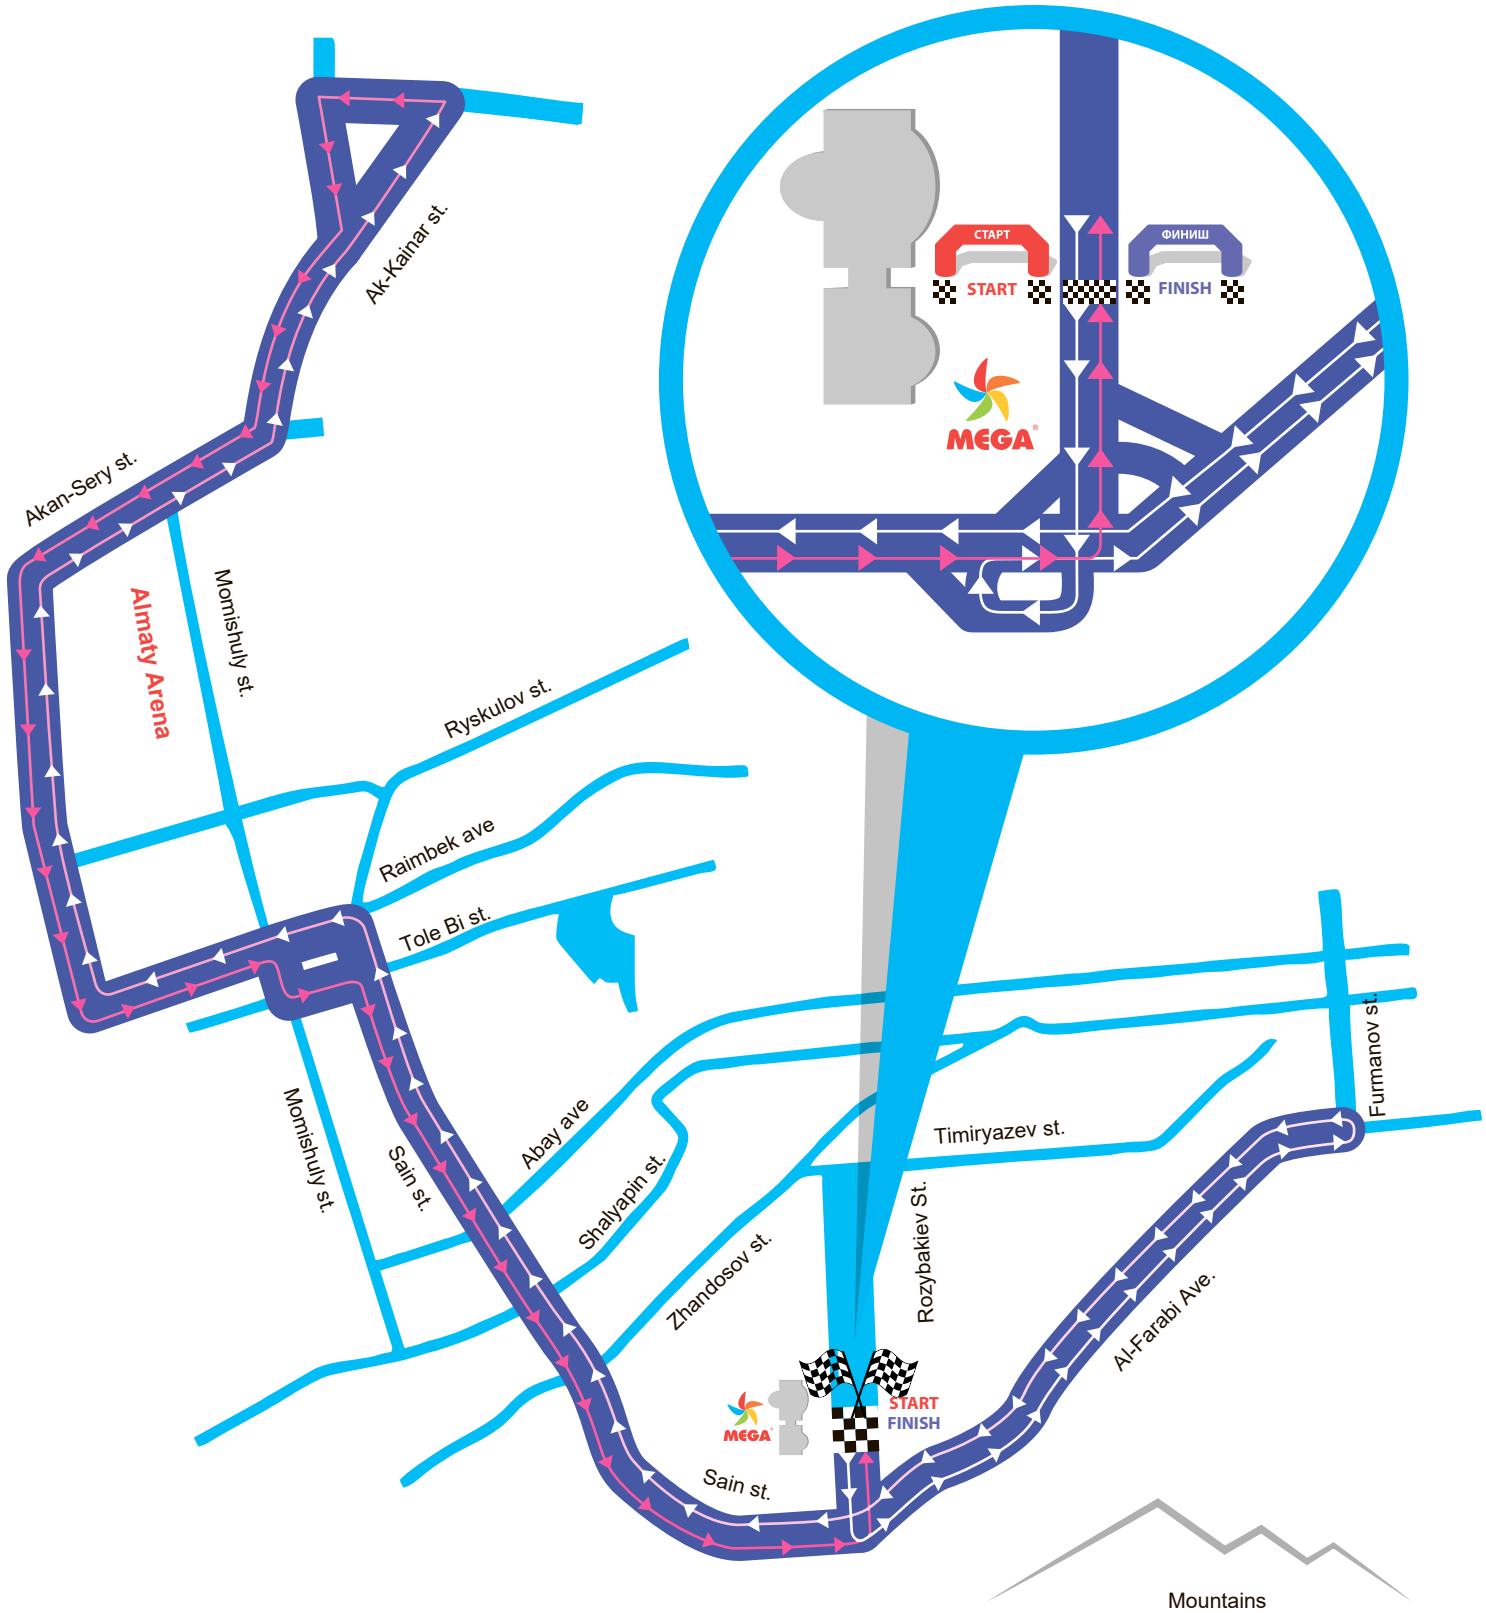 Ak-Kainar st.
СТАРТ
ФИНИШ
START
FINISH
MEGA®
Akan-Sery st.
Almaty Arena
Momishuly st.
Ryskulov st.
Raimbek ave
Tole Bi st.
Furmanov st.
Momishuly st.
Sain st.
Abay ave
Shalyapin st.
Timiryazev st.
Zhandosov st.
Rozybakiev St.
Al-Farabi Ave.
START
FINISH
MEGA
Sain st.
Mountains